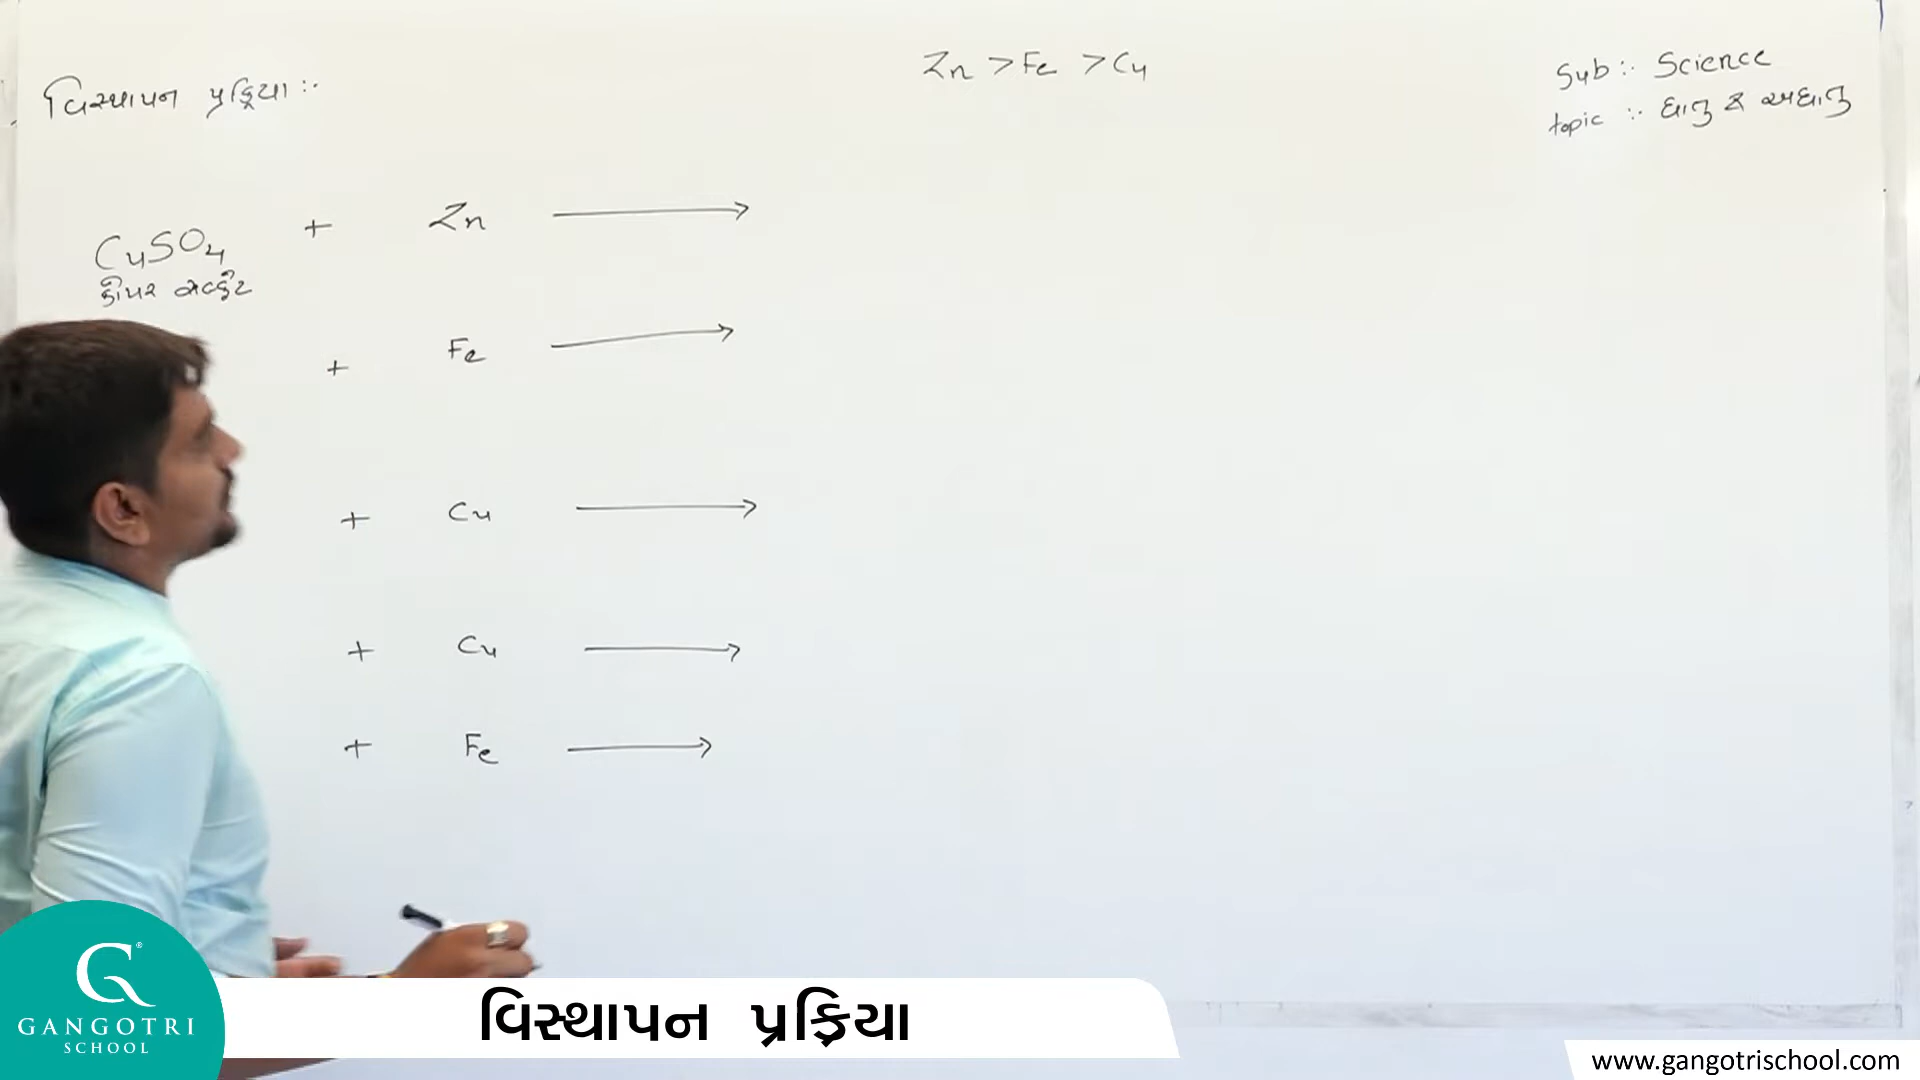 વિસ્થાપન પ્રક્રિયા :-
Zn > Fe > Cu
Sub :- Science
topic :- ધાતુ ર અધાતુ
CuSO4 + Zn ⟶
કોપર સલ્ફેટ
+ Fe ⟶
+ Cu ⟶
+ Cu ⟶
+ Fe ⟶
G®
GANGOTRI
SCHOOL
વિસ્થાપન પ્રક્રિયા
www.gangotrischool.com